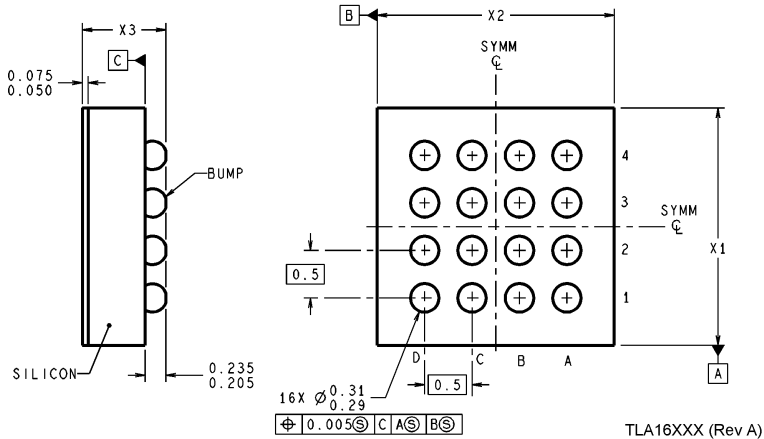 X3
B
X2
SYMM
C
0.075
0.050
BUMP
4
3
SYMM
2
X1
0.5
1
D
C
B
A
SILICON
0.235
0.205
0.5
16X Ø 0.31
0.29
⌖ 0.005Ⓢ C AⓈ BⓈ
A
TLA16XXX (Rev A)